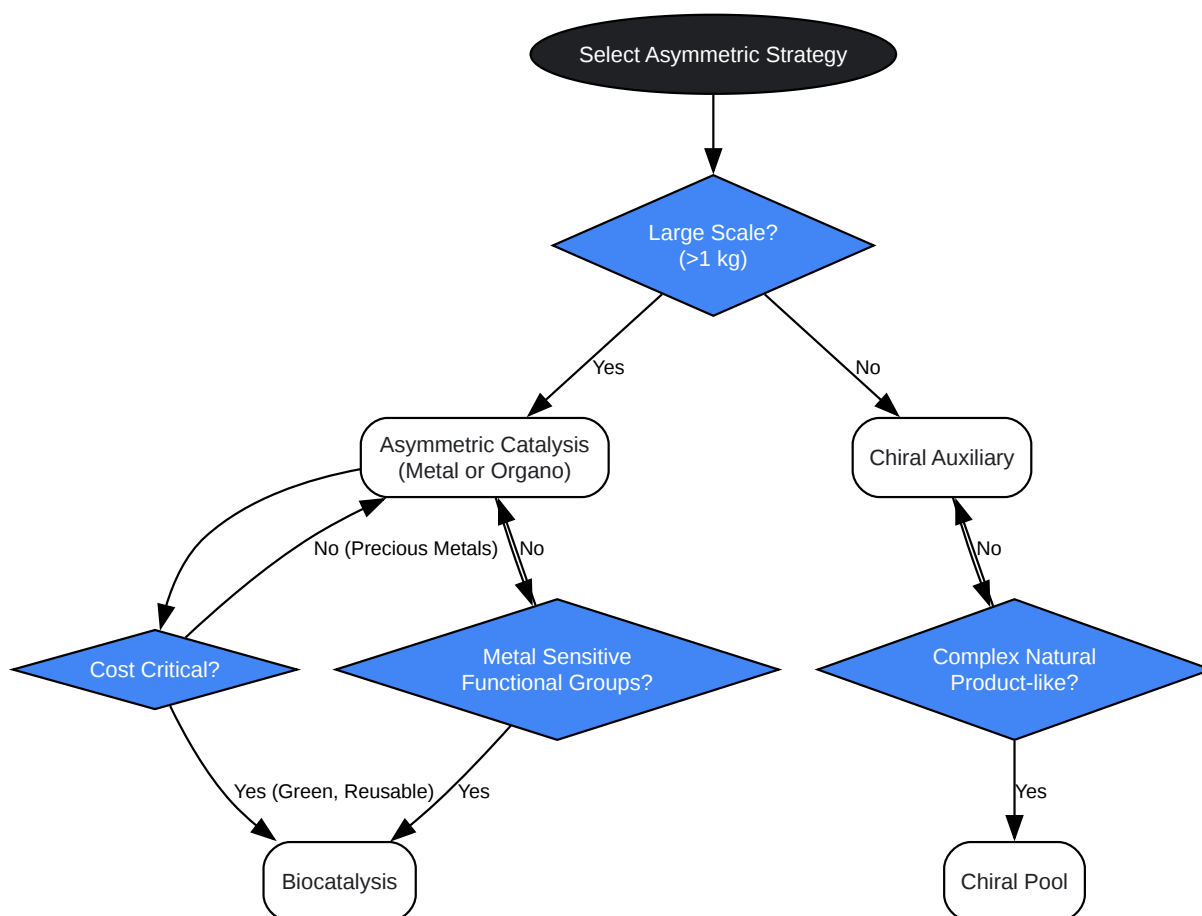 Select Asymmetric Strategy
Large Scale?
(>1 kg)
Yes
No
Asymmetric Catalysis
(Metal or Organo)
Chiral Auxiliary
No (Precious Metals)
No
No
Cost Critical?
Metal Sensitive
Functional Groups?
Complex Natural
Product-like?
Yes (Green, Reusable)
Yes
Yes
Biocatalysis
Chiral Pool